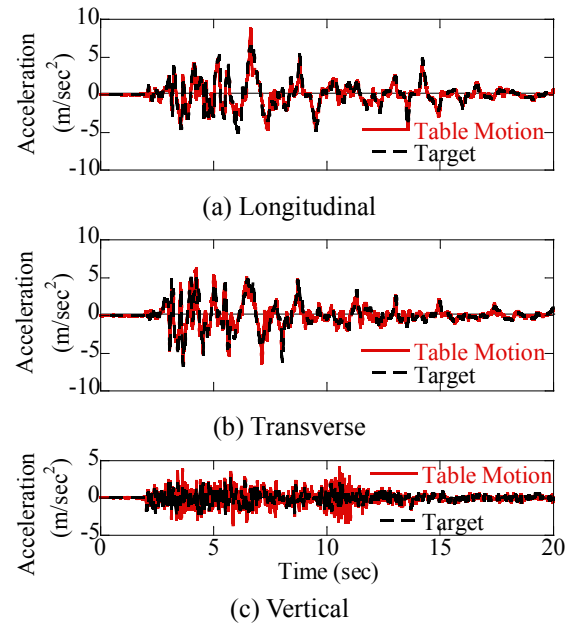 10
5
0
-5
-10
Acceleration
(m/sec²)
Table Motion
Target
(a) Longitudinal
10
5
0
-5
-10
Acceleration
(m/sec²)
Table Motion
Target
(b) Transverse
5
0
-5
Acceleration
(m/sec²)
Table Motion
Target
0 5 10 15 20
Time (sec)
(c) Vertical